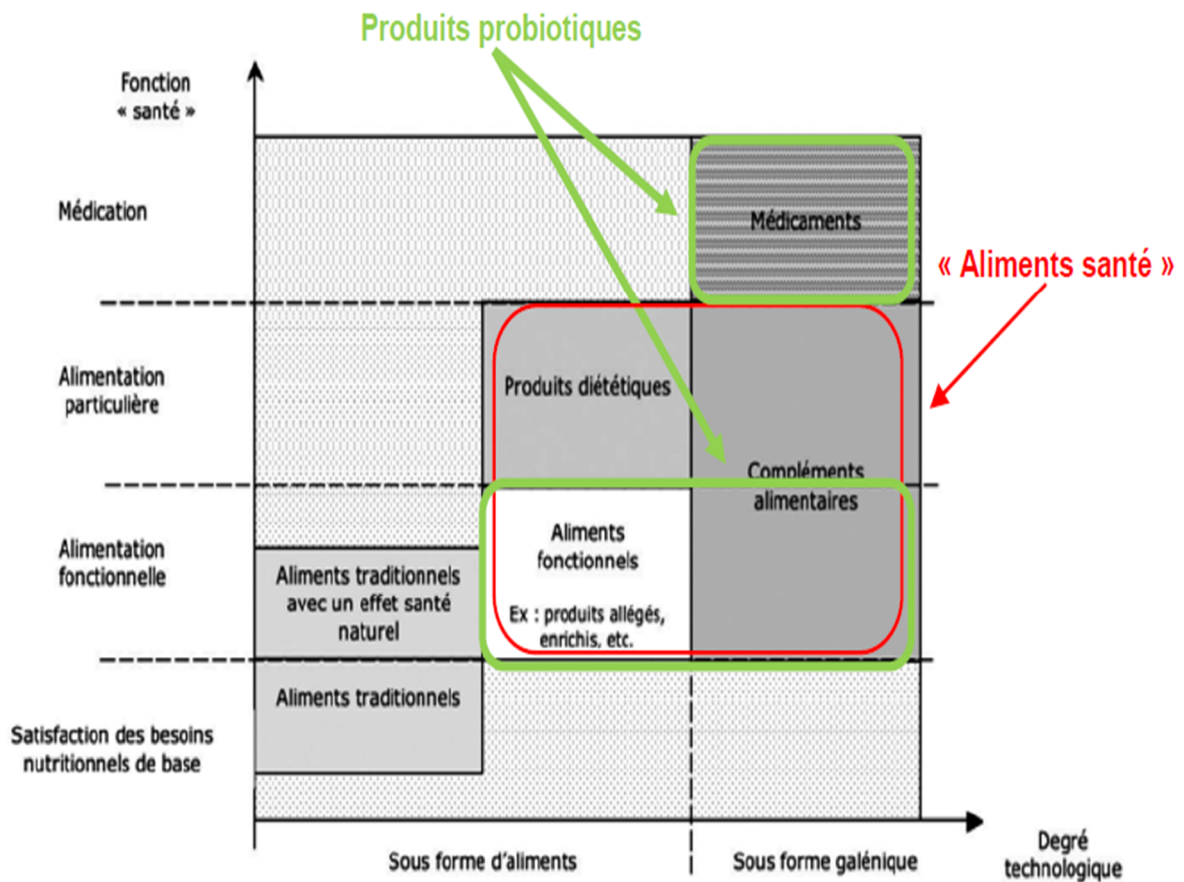 Produits probiotiques
Fonction
« santé »
Médication
Médicaments
« Aliments santé »
Alimentation
particulière
Produits diététiques
Compléments
alimentaires
Alimentation
fonctionnelle
Aliments
fonctionnels
Ex : produits allégés,
enrichis, etc.
Aliments traditionnels
avec un effet santé
naturel
Aliments traditionnels
Satisfaction des besoins
nutritionnels de base
Sous forme d'aliments
Sous forme galénique
Degré
technologique